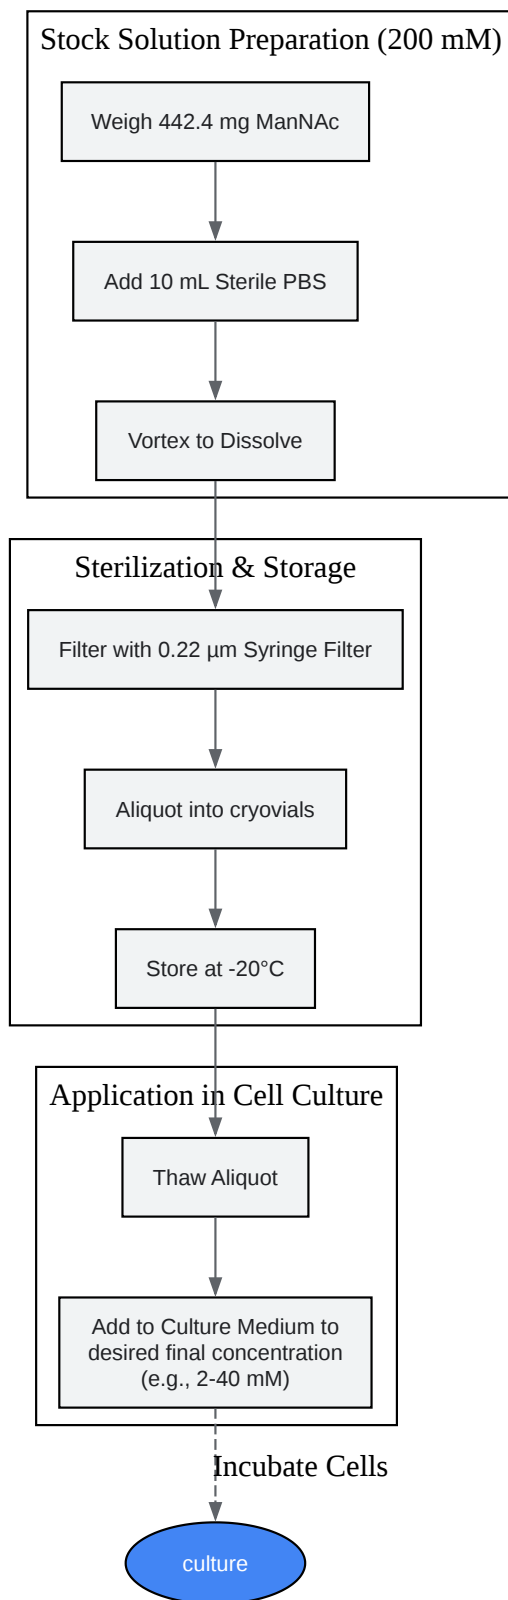 Stock Solution Preparation (200 mM)
Weigh 442.4 mg ManNAc
Add 10 mL Sterile PBS
Vortex to Dissolve
Sterilization & Storage
Filter with 0.22 µm Syringe Filter
Aliquot into cryovials
Store at -20°C
Application in Cell Culture
Thaw Aliquot
Add to Culture Medium to
desired final concentration
(e.g., 2-40 mM)
Incubate Cells
culture